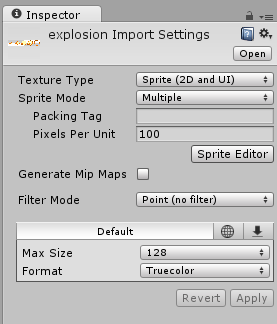 Inspector
explosion Import Settings
Open
Texture Type Sprite (2D and UI)
Sprite Mode Multiple
Packing Tag
Pixels Per Unit 100
Sprite Editor
Generate Mip Maps
Filter Mode Point (no filter)
Default
Max Size 128
Format Truecolor
Revert Apply